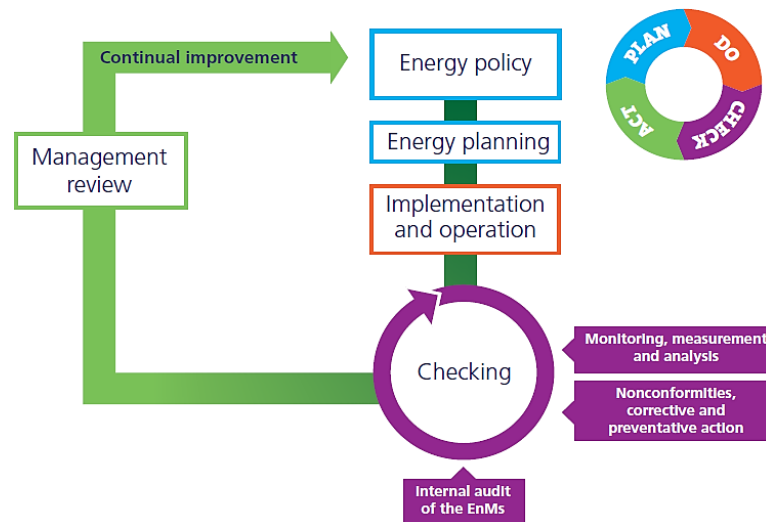 Continual improvement
Energy policy
PLAN
DO
CHECK
ACT
Energy planning
Management
review
Implementation
and operation
Checking
Monitoring, measurement
and analysis
Nonconformities,
corrective and
preventative action
Internal audit
of the EnMs